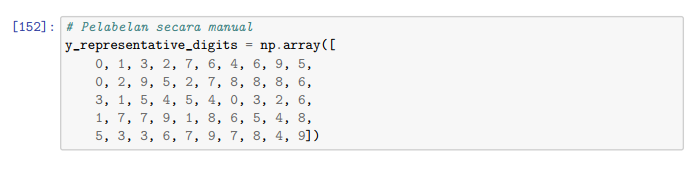 [152]: # Pelabelan secara manual
y_representative_digits = np.array([
0, 1, 3, 2, 7, 6, 4, 6, 9, 5,
0, 2, 9, 5, 2, 7, 8, 8, 8, 6,
3, 1, 5, 4, 5, 4, 0, 3, 2, 6,
1, 7, 7, 9, 1, 8, 6, 5, 4, 8,
5, 3, 3, 6, 7, 9, 7, 8, 4, 9])